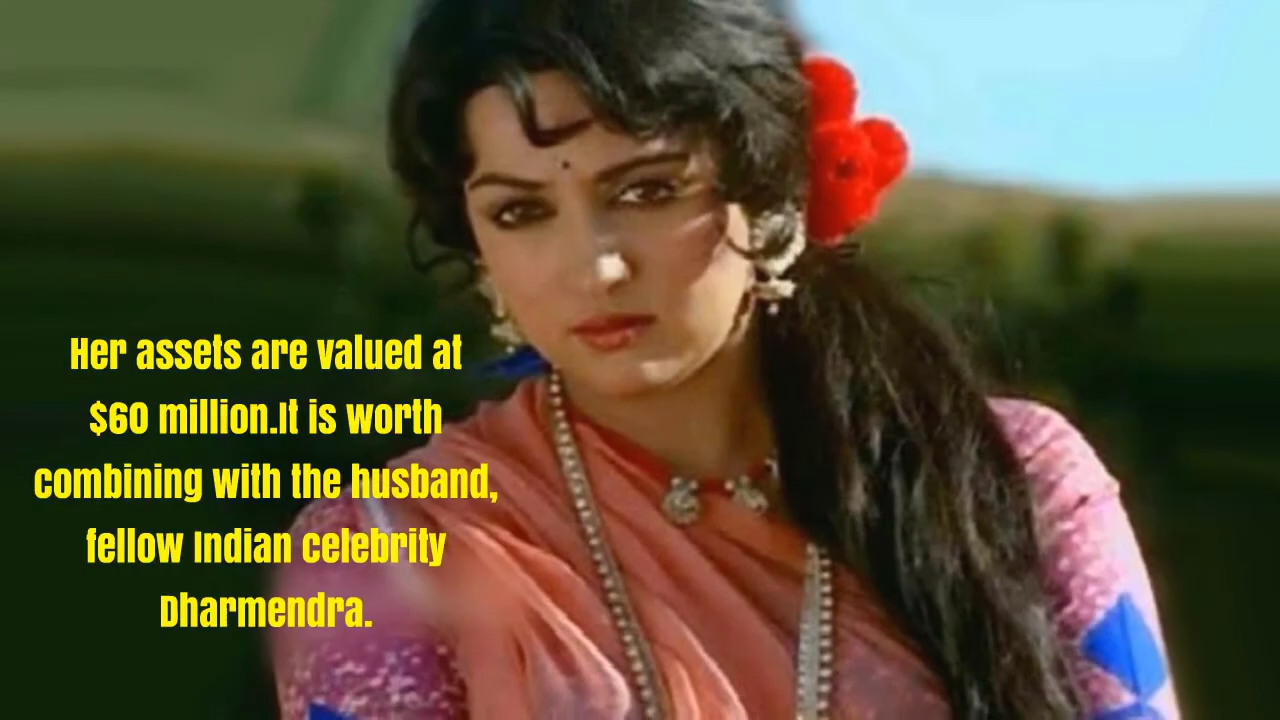 Her assets are valued at
$60 million.It is worth
combining with the husband,
fellow Indian celebrity
Dharmendra.